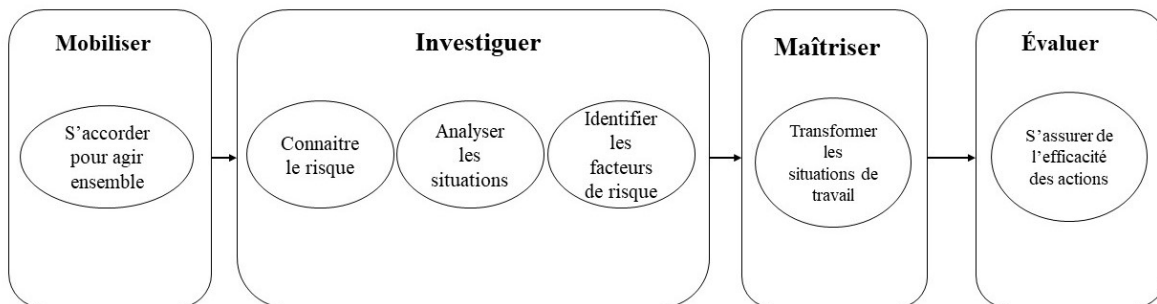 Mobiliser
S'accorder
pour agir
ensemble
Investiguer
Connaitre
le risque
Analyser
les
situations
Identifier
les
facteurs
de risque
Maîtriser
Transformer
les
situations de
travail
Évaluer
S'assurer de
l'efficacité
des actions